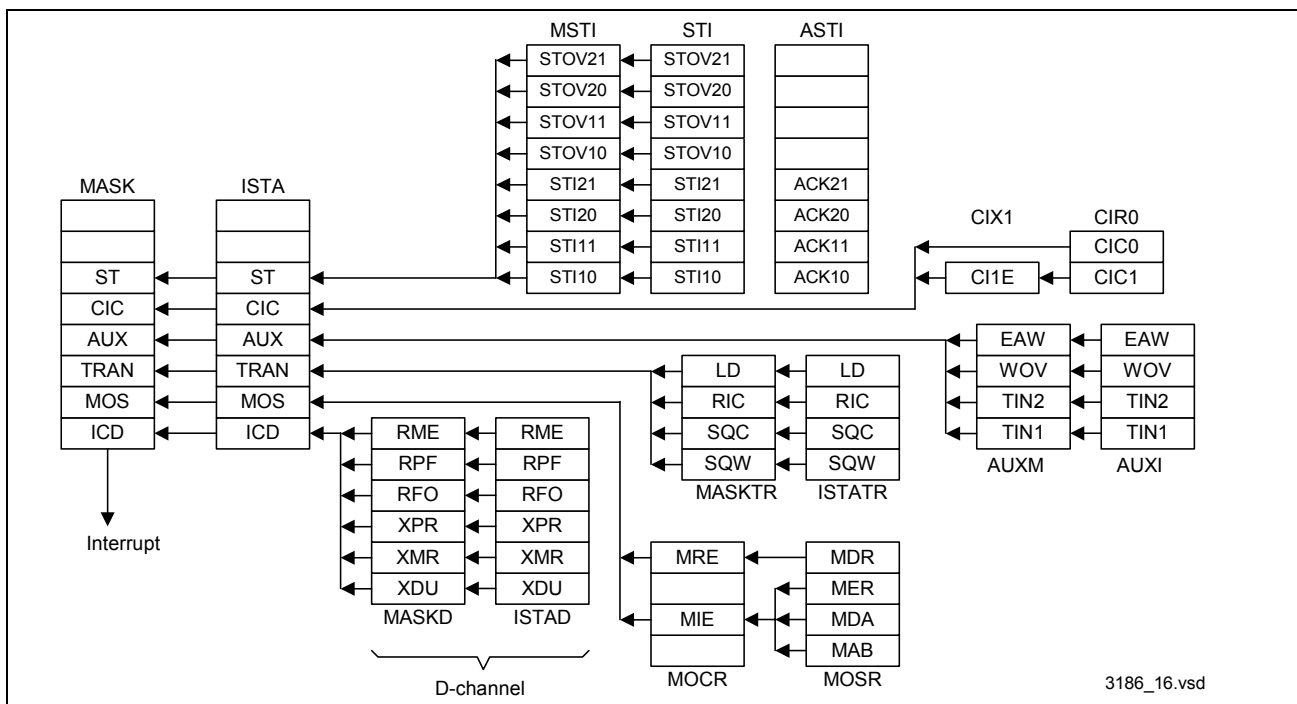 MSTI STI ASTI
STOV21 STOV21
STOV20 STOV20
STOV11 STOV11
STOV10 STOV10
MASK ISTA STI21 STI21 ACK21
STI20 STI20 ACK20 CIX1 CIR0
STI11 STI11 ACK11 CIC0
ST ST STI10 STI10 ACK10 CI1E CIC1
CIC CIC
AUX AUX EAW EAW
TRAN TRAN LD LD WOV WOV
MOS MOS RIC RIC TIN2 TIN2
ICD ICD RME RME SQC SQC TIN1 TIN1
RPF RPF SQW SQW AUXM AUXI
RFO RFO MASKTR ISTATR
XPR XPR
Interrupt XMR XMR MRE MDR
XDU XDU MER
MASKD ISTAD MIE MDA
MAB
D-channel MOCR MOSR 3186_16.vsd